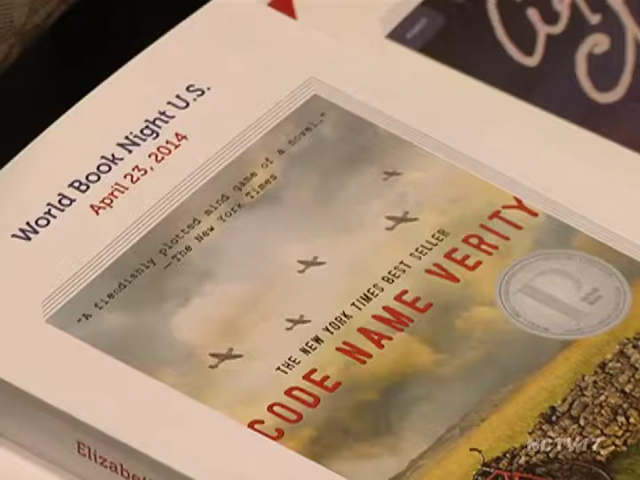 World Book Night U.S.
April 23, 2014
"A fiendishly plotted mind game of a novel."
—The New York Times
THE NEW YORK TIMES BEST SELLER
CODE NAME VERITY
P
Elizabet